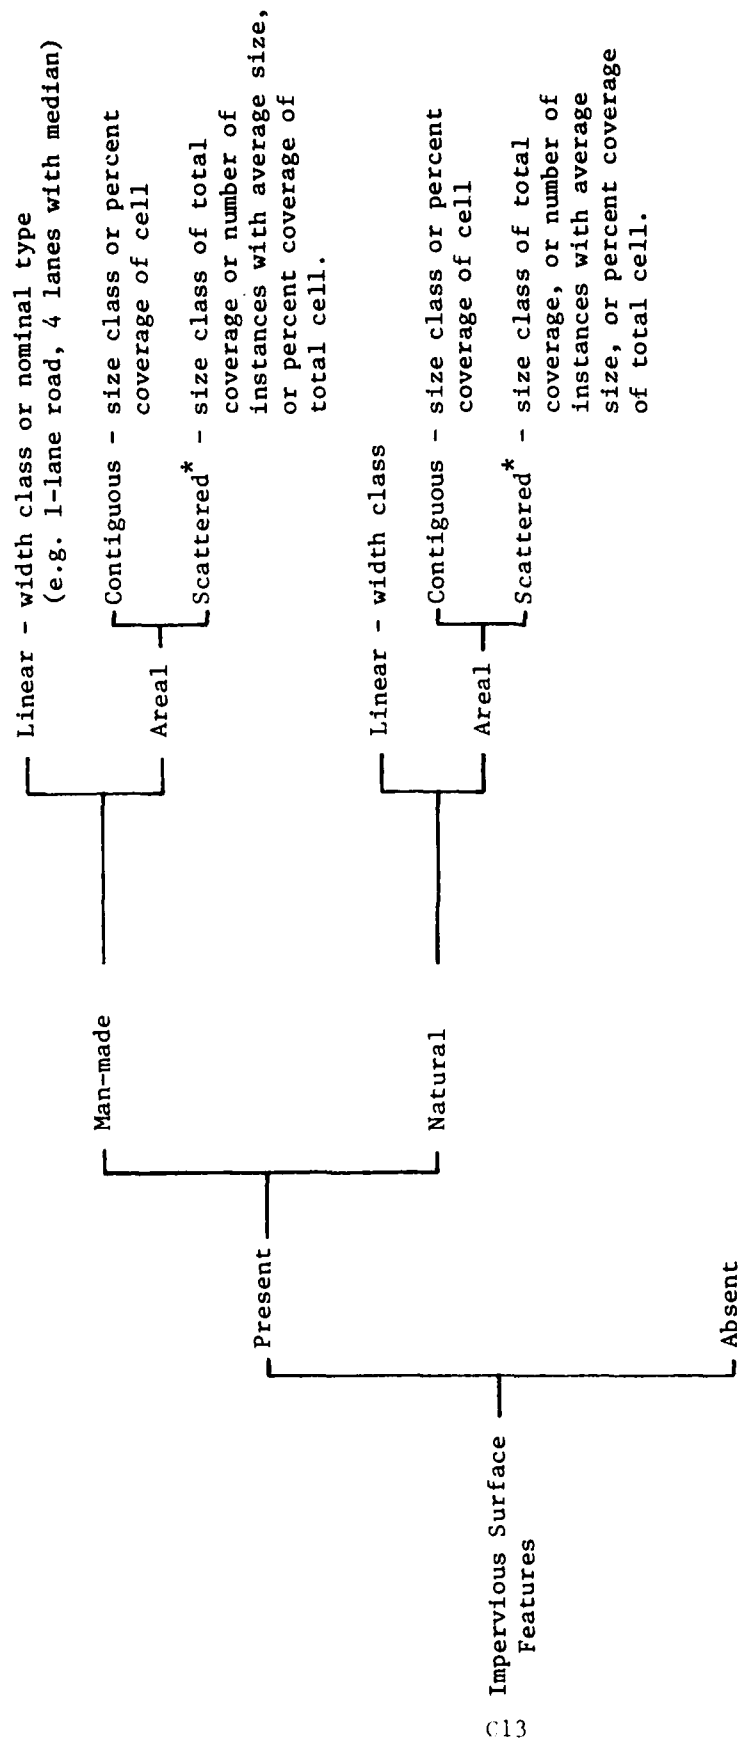 Linear - width class or nominal type
(e.g. 1-lane road, 4 lanes with median)
Contiguous - size class or percent
coverage of cell
Areal
Scattered* - size class of total
coverage or number of
instances with average size,
or percent coverage of
total cell.
Man-made
Linear - width class
Contiguous - size class or percent
coverage of cell
Areal
Scattered* - size class of total
coverage, or number of
instances with average
size, or percent coverage
of total cell.
Natural
Present
Impervious Surface
Features
Absent
C13